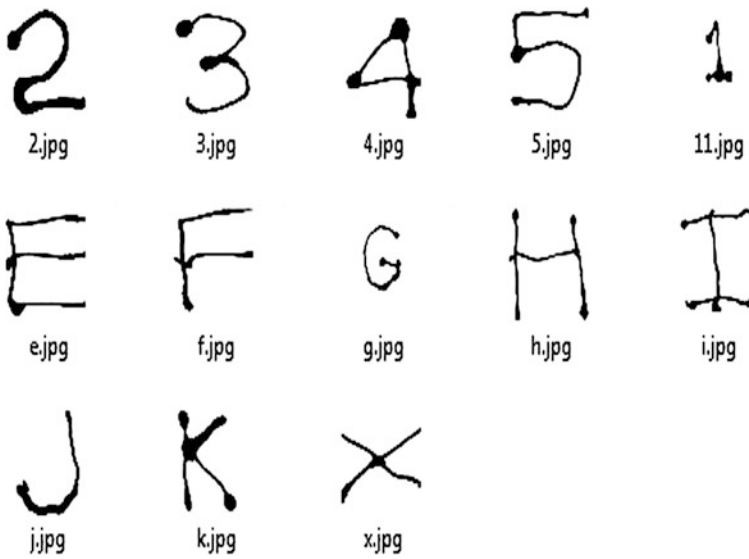 2 3 4 5 1
2.jpg 3.jpg 4.jpg 5.jpg 11.jpg
E F G H I
e.jpg f.jpg g.jpg h.jpg i.jpg
J K X
j.jpg k.jpg x.jpg